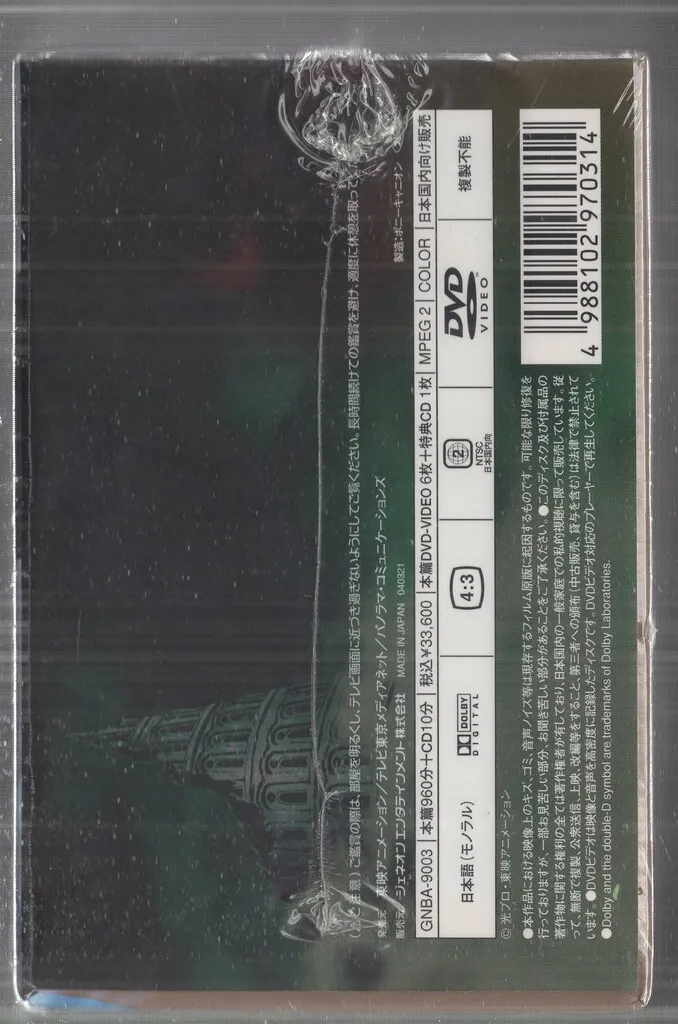 (ご注意)ご鑑賞の際は、部屋を明るくし、テレビ画面に近づき過ぎないようにしてご覧ください。長時間続けての鑑賞を避け、適度に休憩を取って
発売元 東映アニメーション/テレビ東京メディアネット/パノラマ・コミュニケーションズ
販売元 ジェネオン エンタテインメント 株式会社 MADE IN JAPAN 040321 製造:ポニーキャニオン
GNBA-9003 本篇960分+CD10分 税込¥33,600 本篇DVD-VIDEO 6枚+特典CD 1枚 MPEG 2 COLOR 日本国内向け販売
日本語(モノラル) DOLBY DIGITAL 4:3 2 NTSC 日本国内向 DVD VIDEO 複製不能
© 光プロ・東映アニメーション
●本作品における映像上のキズ、ゴミ、音声ノイズ等は現存するフィルム原版に起因するものです。可能な限り修復を
行っておりますが、一部お見苦しい部分、お聞き苦しい部分があることをご了承ください。●このディスク及び付属品の
著作物に関する権利の全ては著作権者が有しており、日本国内の一般家庭での私的視聴に限って販売しています。従
って、無断で複製、公衆送信、上映、改編等をすること、第三者への頒布(中古販売、貸与を含む)は法律で禁止されて
います。●DVDビデオは映像と音声を高密度に記録したディスクです。DVDビデオ対応のプレーヤーで再生してください。
●Dolby and the double-D symbol are trademarks of Dolby Laboratories.
4 988102 970314